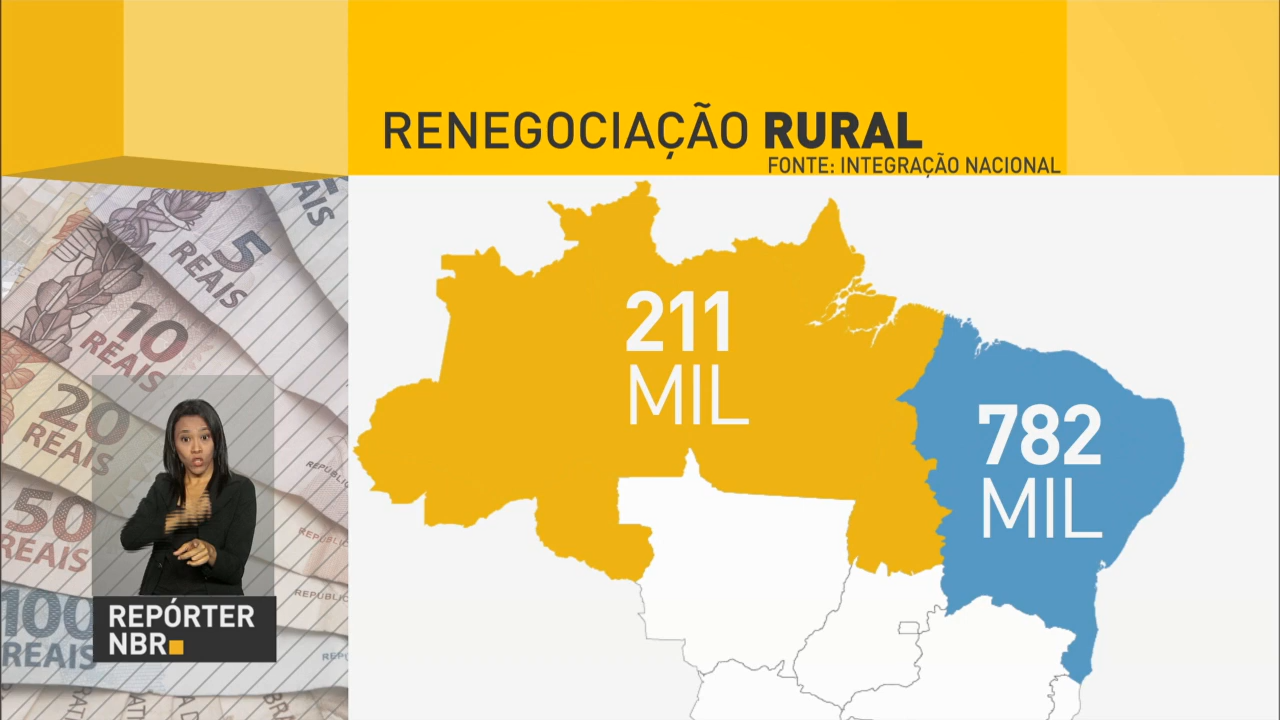 RENEGOCIAÇÃO RURAL
FONTE: INTEGRAÇÃO NACIONAL
211
MIL
782
MIL
AIS
5
REAIS
10
REAIS
20
REAIS
50
REAIS
100
REAIS
REPÓRTER
NBR